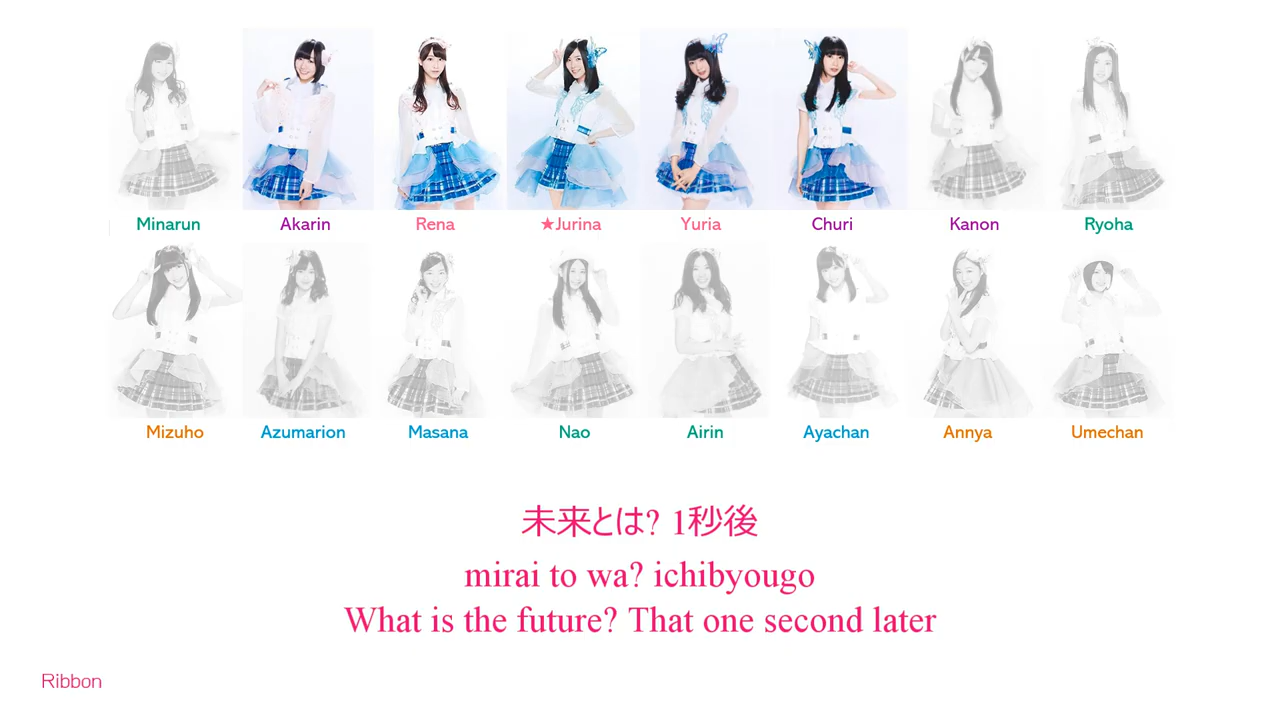 Minarun Akarin Rena ★Jurina Yuria Churi Kanon Ryoha
Mizuho Azumarion Masana Nao Airin Ayachan Annya Umechan
未来とは? 1秒後
mirai to wa? ichibyougo
What is the future? That one second later
Ribbon